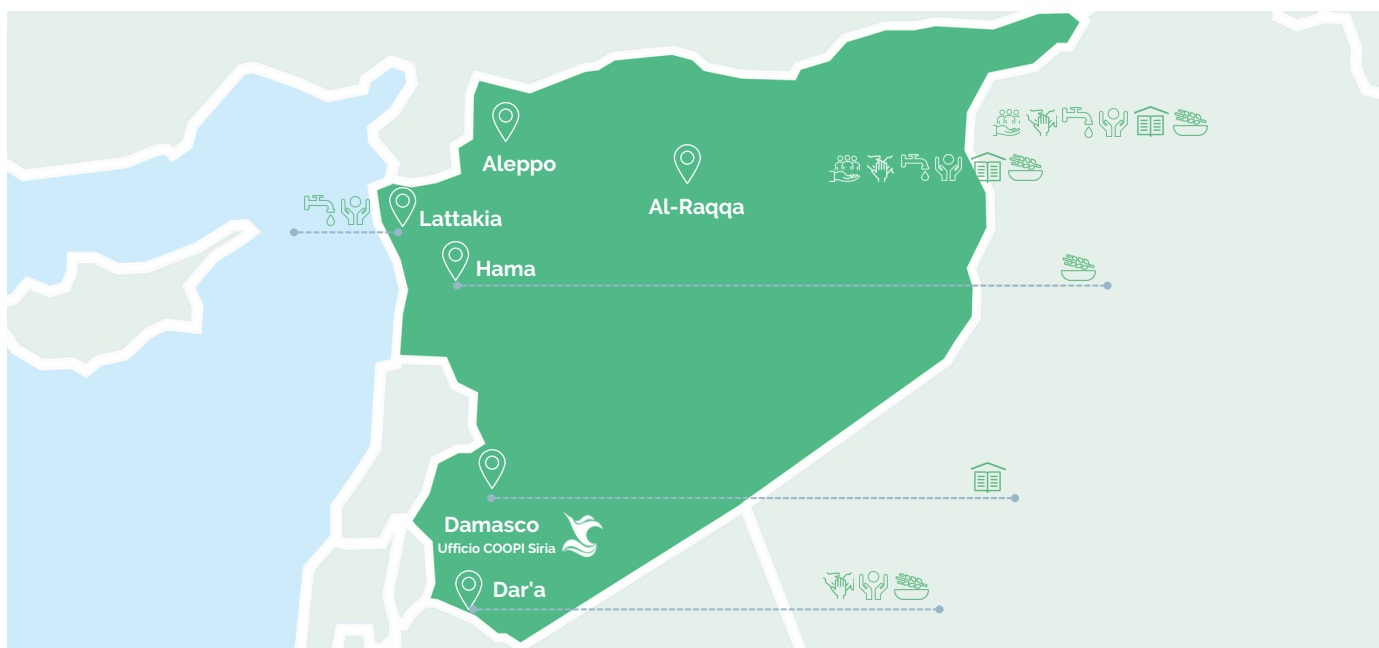 Aleppo
Al-Raqqa
Lattakia
Hama
Damasco
Ufficio COOPI Siria
Dar'a